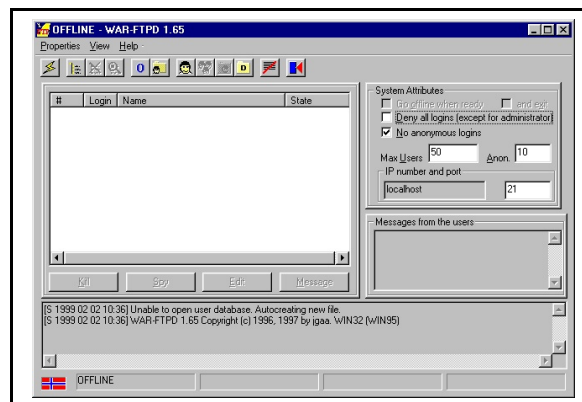 OFFLINE - WAR-FTPD 1.65
Properties View Help
# Login Name State
Kill Spy Edit Message
System Attributes
Go offline when ready and exit
Deny all logins (except for administrator)
No anonymous logins
Max Users 50 Anon. 10
IP number and port
localhost 21
Messages from the users
[S 1999 02 02 10:36] Unable to open user database. Autocreating new file.
[S 1999 02 02 10:36] WAR-FTPD 1.65 Copyright (c) 1996, 1997 by jgaa. WIN32 (WIN95)
OFFLINE